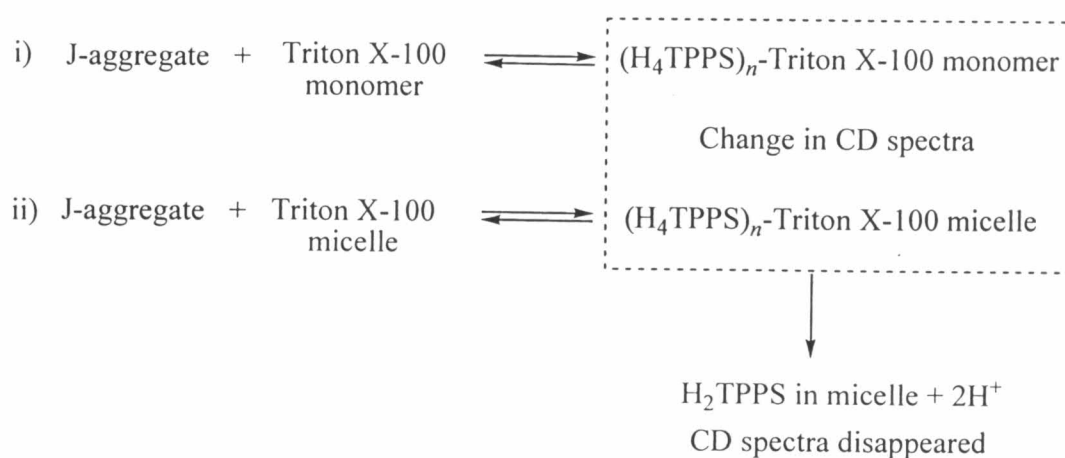 i) J-aggregate + Triton X-100 monomer (H₄TPPS)ₙ-Triton X-100 monomer
Change in CD spectra
ii) J-aggregate + Triton X-100 micelle (H₄TPPS)ₙ-Triton X-100 micelle
H₂TPPS in micelle + 2H⁺
CD spectra disappeared